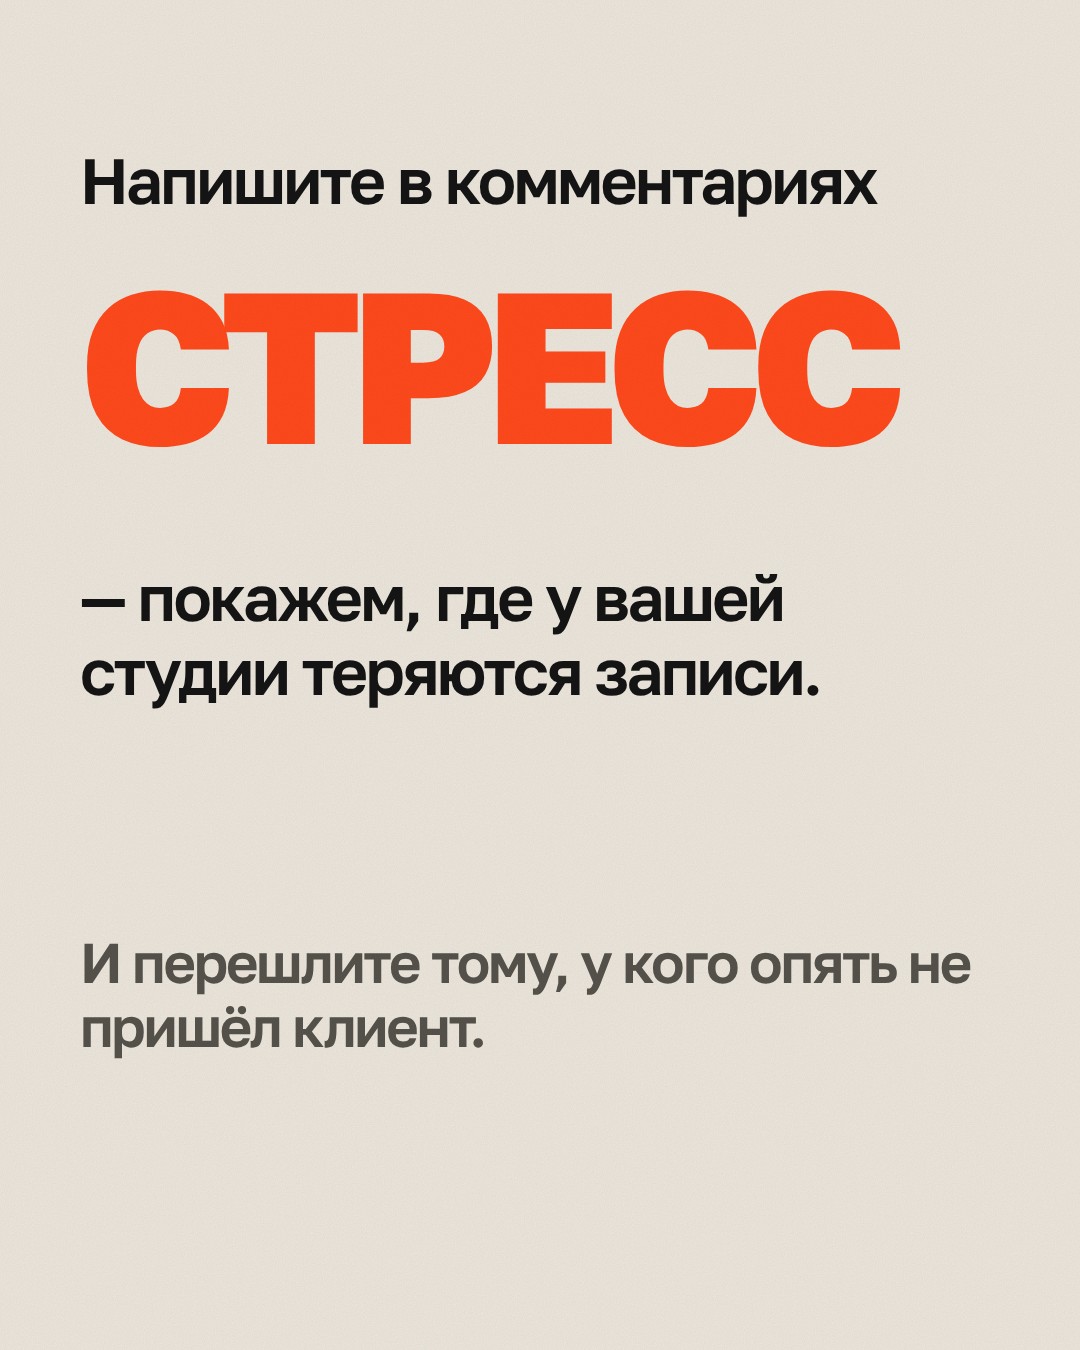 Напишите в комментариях
СТРЕСС
— покажем, где у вашей
студии теряются записи.
И перешлите тому, у кого опять не
пришёл клиент.